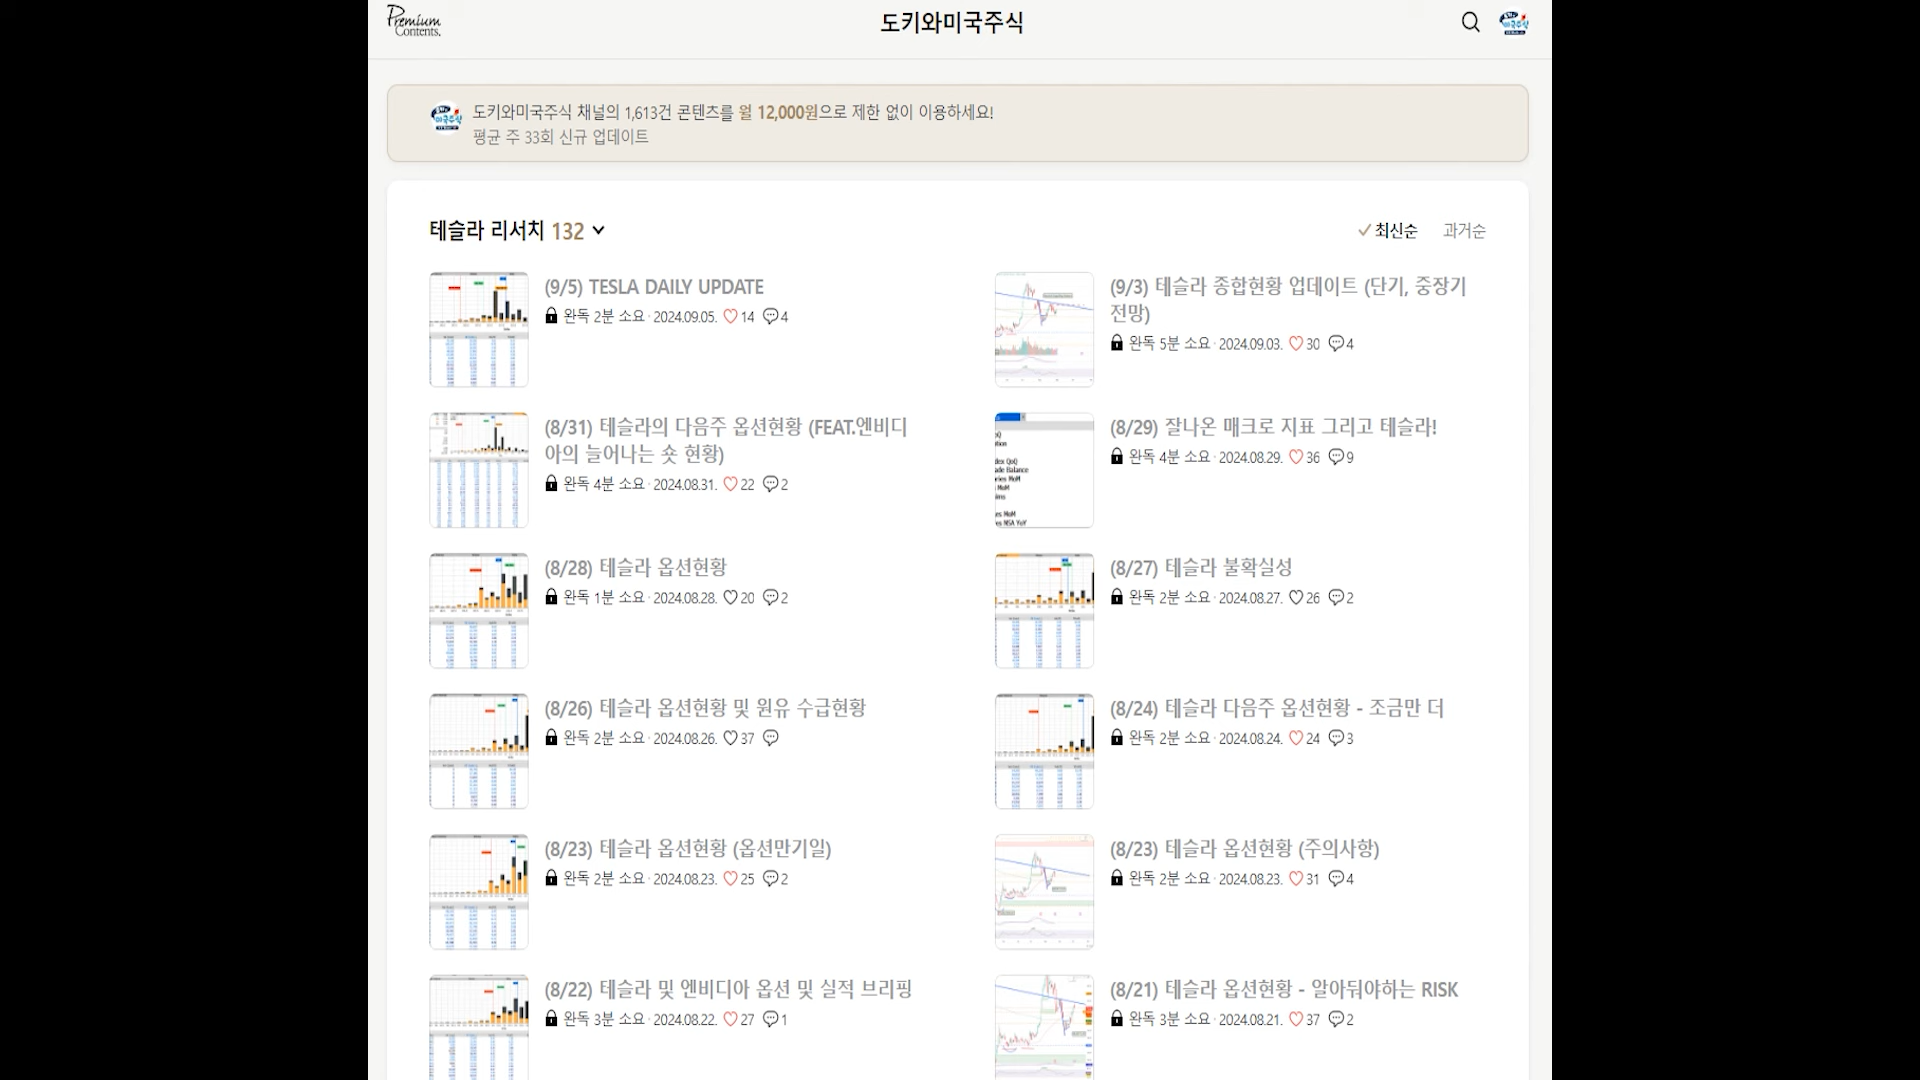 Premium
Contents.
도키와미국주식
도키와미국주식 채널의 1,613건 콘텐츠를 월 12,000원으로 제한 없이 이용하세요!
평균 주 33회 신규 업데이트
테슬라 리서치 132
최신순 과거순
(9/5) TESLA DAILY UPDATE
완독 2분 소요·2024.09.05. 14 4
(9/3) 테슬라 종합현황 업데이트 (단기, 중장기
전망)
완독 5분 소요·2024.09.03. 30 4
(8/31) 테슬라의 다음주 옵션현황 (FEAT.엔비디
아의 늘어나는 숏 현황)
완독 4분 소요·2024.08.31. 22 2
(8/29) 잘나온 매크로 지표 그리고 테슬라!
완독 4분 소요·2024.08.29. 36 9
(8/28) 테슬라 옵션현황
완독 1분 소요·2024.08.28. 20 2
(8/27) 테슬라 불확실성
완독 2분 소요·2024.08.27. 26 2
(8/26) 테슬라 옵션현황 및 원유 수급현황
완독 2분 소요·2024.08.26. 37
(8/24) 테슬라 다음주 옵션현황 - 조금만 더
완독 2분 소요·2024.08.24. 24 3
(8/23) 테슬라 옵션현황 (옵션만기일)
완독 2분 소요·2024.08.23. 25 2
(8/23) 테슬라 옵션현황 (주의사항)
완독 2분 소요·2024.08.23. 31 4
(8/22) 테슬라 및 엔비디아 옵션 및 실적 브리핑
완독 3분 소요·2024.08.22. 27 1
(8/21) 테슬라 옵션현황 - 알아둬야하는 RISK
완독 3분 소요·2024.08.21. 37 2